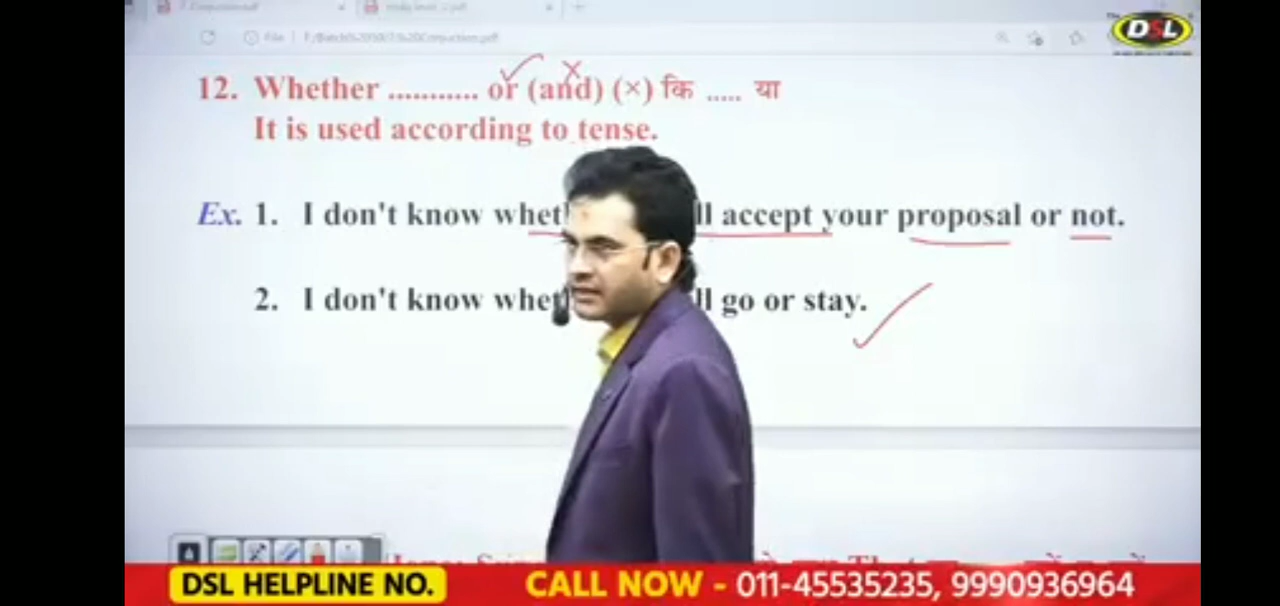 DSL
12. Whether ........... or (and) (×) कि ..... या
It is used according to tense.
Ex. 1. I don't know whet ll accept your proposal or not.
2. I don't know whet ll go or stay.
That
DSL HELPLINE NO. CALL NOW - 011-45535235, 9990936964